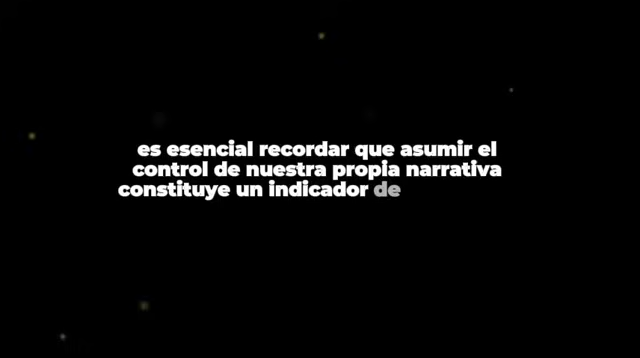 es esencial recordar que asumir el
control de nuestra propia narrativa
constituye un indicador de